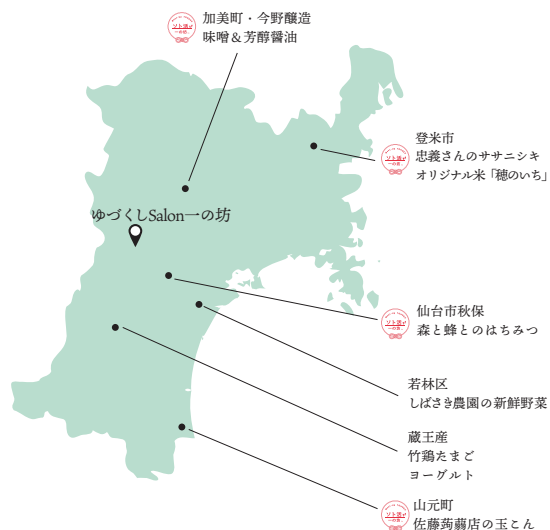 加美町・今野醸造
味噌＆芳醇醤油
登米市
忠義さんのササニシキ
オリジナル米「穂のいち」
ゆづくしSalon一の坊
仙台市秋保
森と蜂とのはちみつ
若林区
しばさき農園の新鮮野菜
蔵王産
竹鶏たまご
ヨーグルト
山元町
佐藤蒟蒻店の玉こん